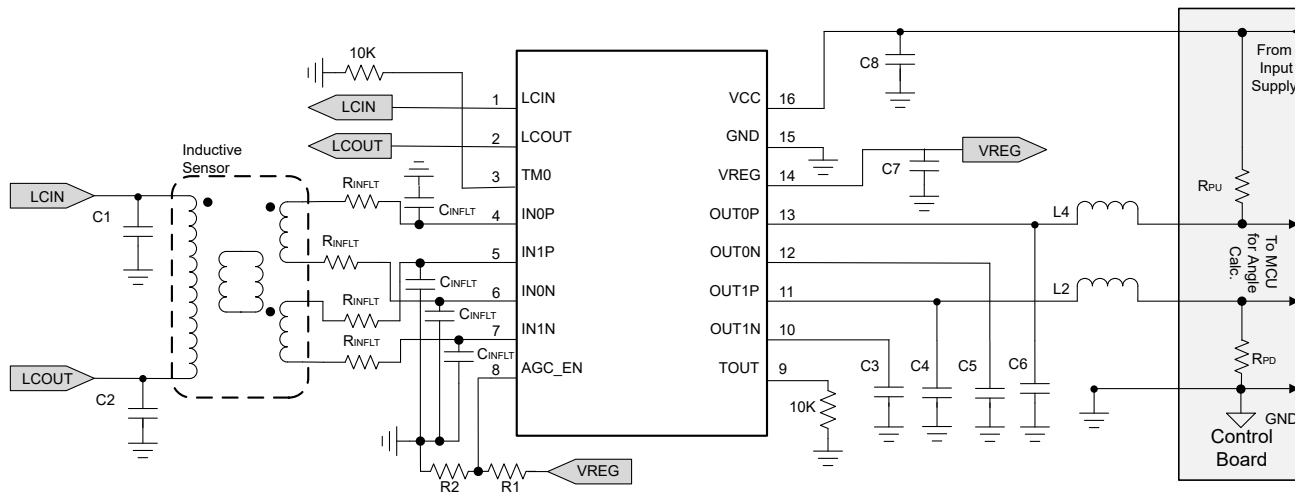 10K
LCIN
LCOUT
Inductive
Sensor
LCIN
C1
LCOUT
C2
RINFLT
RINFLT
RINFLT
RINFLT
CINFLT
CINFLT
CINFLT
CINFLT
1
2
3
4
5
6
7
8
LCIN
LCOUT
TM0
IN0P
IN1P
IN0N
IN1N
AGC_EN
R2
R1
VREG
VCC
GND
VREG
OUT0P
OUT0N
OUT1P
OUT1N
TOUT
16
15
14
13
12
11
10
9
C8
C7
VREG
L4
L2
10K
C3
C4
C5
C6
From
Input
Supply
RPU
To MCU
for Angle
Calc.
RPD
GND
Control
Board